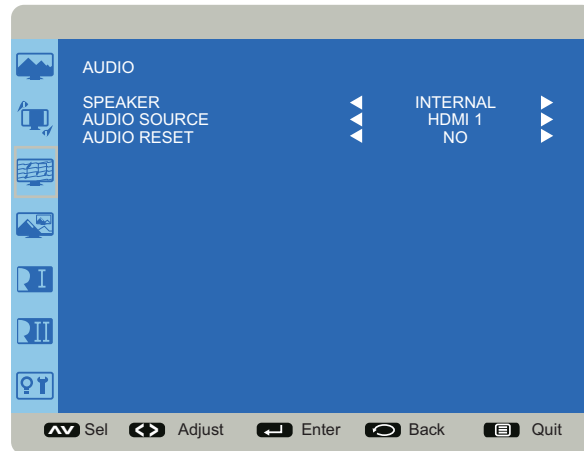 AUDIO
SPEAKER INTERNAL
AUDIO SOURCE HDMI 1
AUDIO RESET NO
Sel Adjust Enter Back Quit